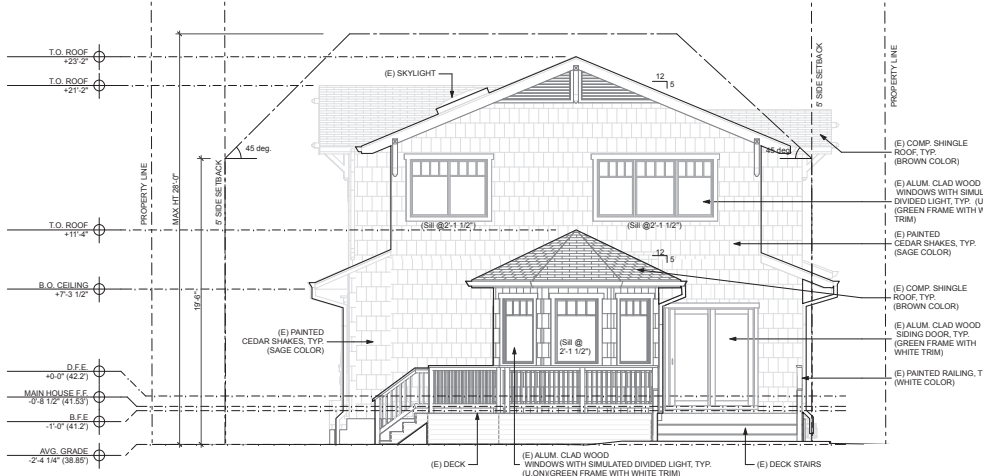 T.O. ROOF
+23'-2"
T.O. ROOF
+21'-2"
(E) SKYLIGHT
12
5
5' SIDE SETBACK
PROPERTY LINE
45 deg.
45 deg.
PROPERTY LINE
MAX HT 28'-0"
5' SIDE SETBACK
(E) COMP. SHINGLE
ROOF, TYP.
(BROWN COLOR)
(E) ALUM. CLAD WOOD
WINDOWS WITH SIMUL
DIVIDED LIGHT, TYP. (U
(GREEN FRAME WITH W
TRIM)
T.O. ROOF
+11'-4"
(Sill @2'-1 1/2")
(Sill @2'-1 1/2")
(E) PAINTED
CEDAR SHAKES, TYP.
(SAGE COLOR)
12
5
B.O. CEILING
+7'-3 1/2"
19'-6"
(E) COMP. SHINGLE
ROOF, TYP.
(BROWN COLOR)
(E) PAINTED
CEDAR SHAKES, TYP.
(SAGE COLOR)
(Sill @
2'-1 1/2")
(E) ALUM. CLAD WOOD
SIDING DOOR, TYP.
(GREEN FRAME WITH
WHITE TRIM)
D.F.E.
+0-0" (42.2')
(E) PAINTED RAILING, T
(WHITE COLOR)
MAIN HOUSE F.F.
-0'-8 1/2" (41.53')
B.F.E
-1'-0" (41.2')
AVG. GRADE
-2'-4 1/4" (38.85')
(E) DECK
(E) ALUM. CLAD WOOD
WINDOWS WITH SIMULATED DIVIDED LIGHT, TYP.
(U.ON)(GREEN FRAME WITH WHITE TRIM)
(E) DECK STAIRS